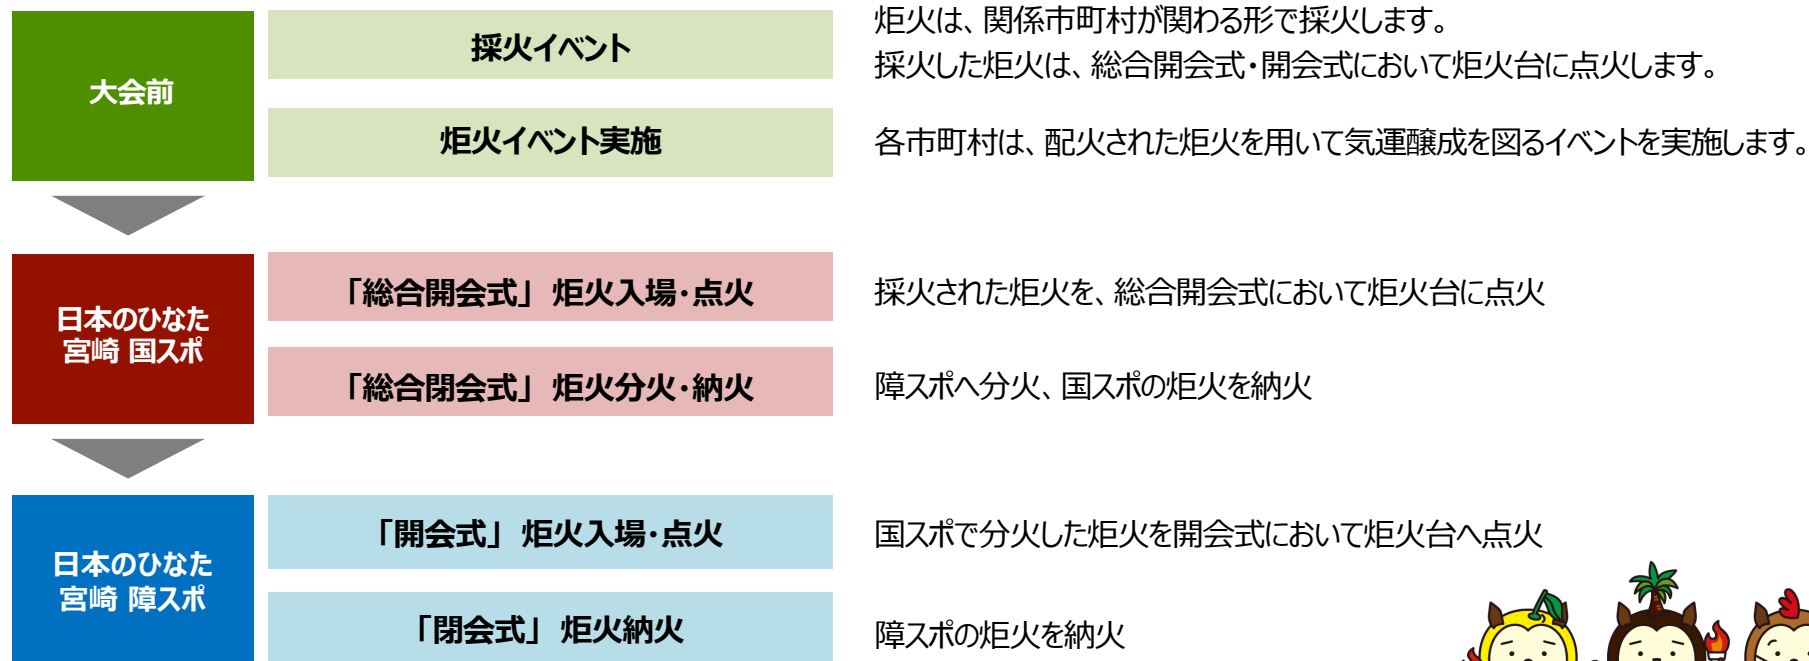 大会前
採火イベント
炬火は、関係市町村が関わる形で採火します。
採火した炬火は、総合開会式・開会式において炬火台に点火します。
炬火イベント実施
各市町村は、配火された炬火を用いて気運醸成を図るイベントを実施します。
日本のひなた
宮崎 国スポ
「総合開会式」 炬火入場・点火
採火された炬火を、総合開会式において炬火台に点火
「総合閉会式」 炬火分火・納火
障スポへ分火、国スポの炬火を納火
日本のひなた
宮崎 障スポ
「開会式」 炬火入場・点火
国スポで分火した炬火を開会式において炬火台へ点火
「閉会式」 炬火納火
障スポの炬火を納火